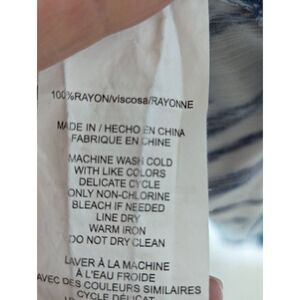 100%RAYON/viscosa/RAYONNE
MADE IN / HECHO EN CHINA
FABRIQUE EN CHINE
MACHINE WASH COLD
WITH LIKE COLORS
DELICATE CYCLE
ONLY NON-CHLORINE
BLEACH IF NEEDED
LINE DRY
WARM IRON
DO NOT DRY CLEAN
LAVER À LA MACHINE
À L'EAU FROIDE
AVEC DES COULEURS SIMILAIRES
CYCLE DÉLICAT